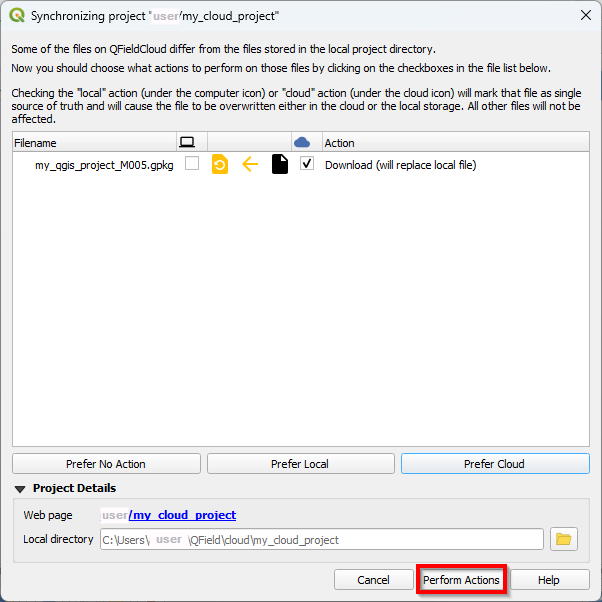 Synchronizing project "user/my_cloud_project"
Some of the files on QFieldCloud differ from the files stored in the local project directory.
Now you should choose what actions to perform on those files by clicking on the checkboxes in the file list below.
Checking the "local" action (under the computer icon) or "cloud" action (under the cloud icon) will mark that file as single
source of truth and will cause the file to be overwritten either in the cloud or the local storage. All other files will not be
affected.
Filename Action
my_qgis_project_M005.gpkg Download (will replace local file)
Prefer No Action Prefer Local Prefer Cloud
Project Details
Web page user/my_cloud_project
Local directory C:\Users\ user \QField\cloud\my_cloud_project
Cancel Perform Actions Help